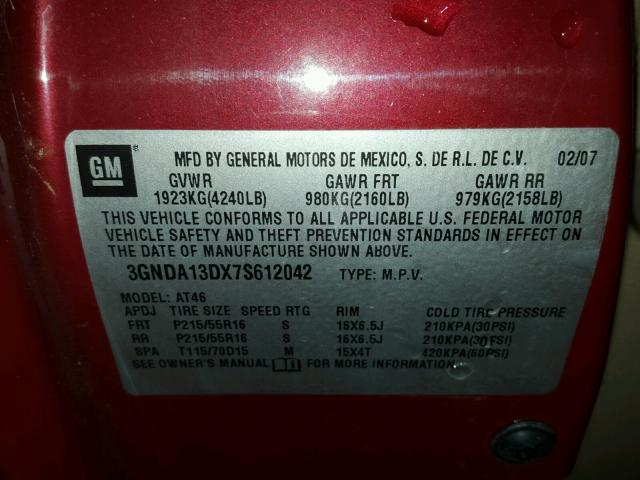 GM
MFD BY GENERAL MOTORS DE MEXICO, S. DE R.L. DE C.V. 02/07
GVWR GAWR FRT GAWR RR
1923KG(4240LB) 980KG(2160LB) 979KG(2158LB)
THIS VEHICLE CONFORMS TO ALL APPLICABLE U.S. FEDERAL MOTOR
VEHICLE SAFETY AND THEFT PREVENTION STANDARDS IN EFFECT ON
THE DATE OF MANUFACTURE SHOWN ABOVE.
3GNDA13DX7S612042 TYPE: M.P.V.
MODEL: AT46
APDJ TIRE SIZE SPEED RTG RIM COLD TIRE PRESSURE
FRT P215/55R16 S 16X6.5J 210KPA(30PSI)
RR P215/55R16 S 16X6.5J 210KPA(30PSI)
SPA T115/70D15 M 15X4T 420KPA(60PSI)
SEE OWNER'S MANUAL FOR MORE INFORMATION